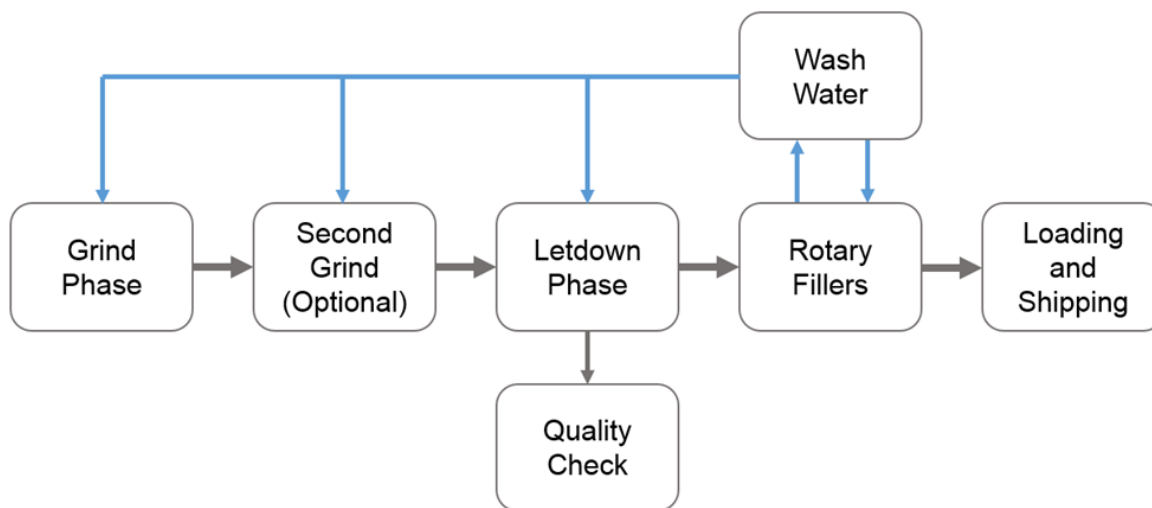 Wash
Water
Grind
Phase
Second
Grind
(Optional)
Letdown
Phase
Rotary
Fillers
Loading
and
Shipping
Quality
Check